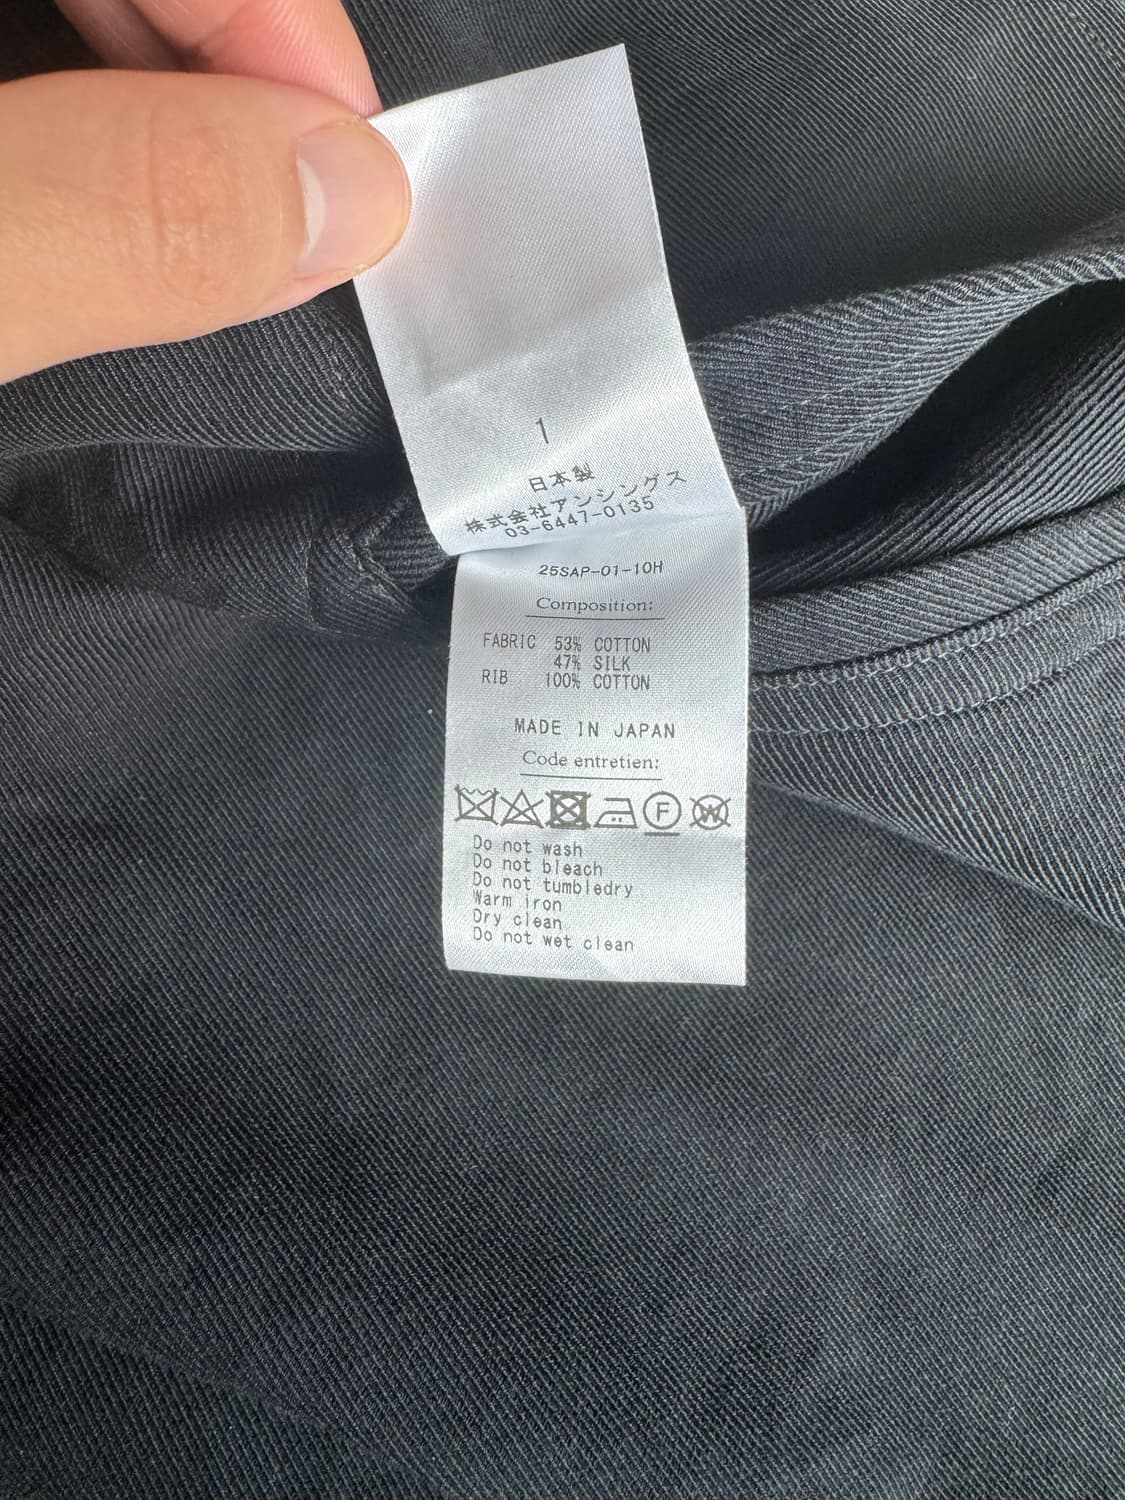 1
日本製
株式会社アンシングス
03-6447-0135
25SAP-01-10H
Composition:
FABRIC 53% COTTON
47% SILK
RIB 100% COTTON
MADE IN JAPAN
Code entretien:
F W
Do not wash
Do not bleach
Do not tumbledry
Warm iron
Dry clean
Do not wet clean